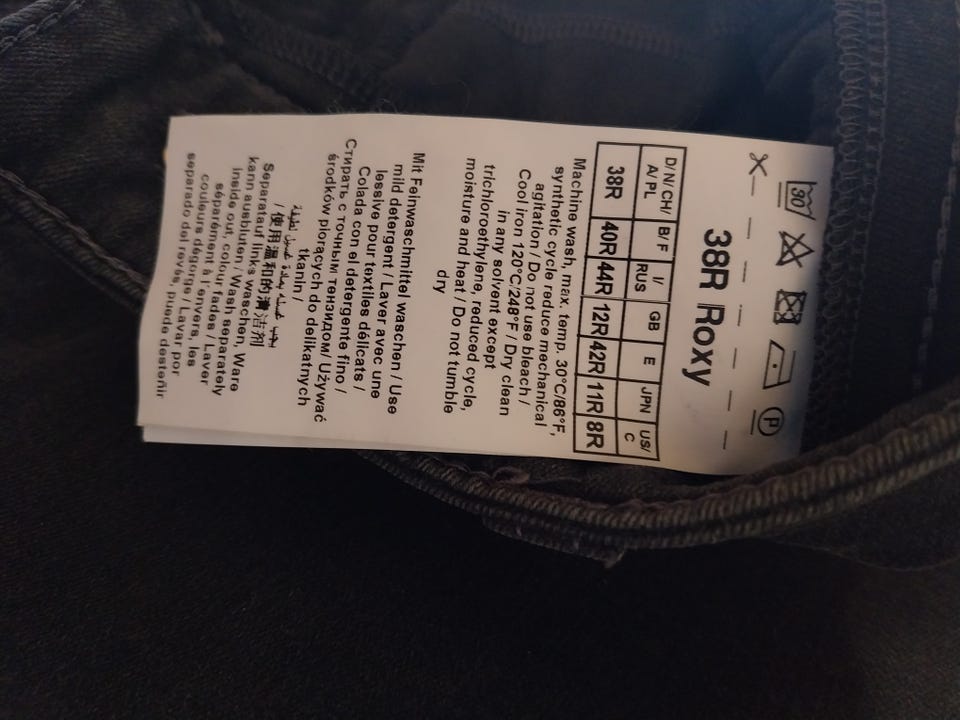 30
P
38R Roxy
D/N/CH/ A/PL
B/F
I/ RUS
GB
E
JPN
US/ C
38R
40R
44R
12R
42R
11R
8R
Machine wash, max. temp. 30°C/86°F,
synthetic cycle reduce mechanical
agitation / Do not use bleach /
Cool iron 120°C/248°F / Dry clean
in any solvent except
trichloroethylene, reduced cycle,
moisture and heat / Do not tumble
dry
Mit Feinwaschmittel waschen / Use
mild detergent / Laver avec une
lessive pour textiles délicats /
Colada con el detergente fino /
Стирать с точным тензидом/ Używać
środków piorących do delikatnych
tkanin /
/ 使用温和的清洁剂
Separatauf links waschen, Ware
kann ausbluten / Wash separately
inside out, colour fades / Laver
séparément à l' envers, les
couleurs dégorge / Lavar por
separado del revés, puede desteñir